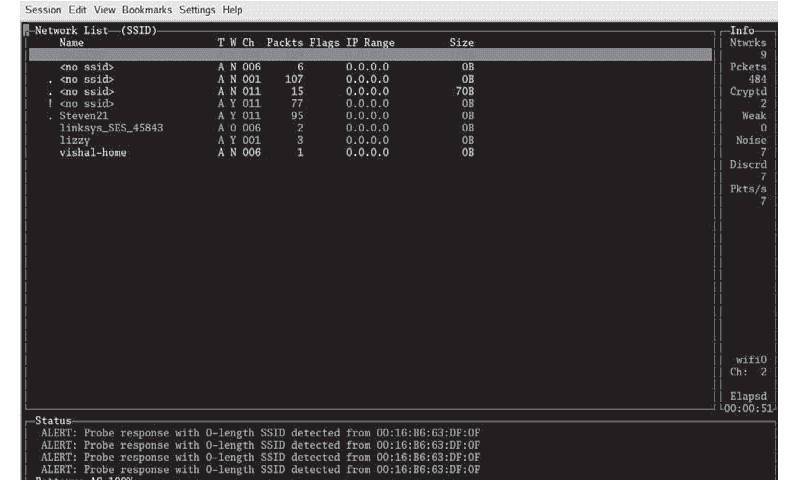 Session Edit View Bookmarks Settings Help
Network List—(SSID) Info
Name T W Ch Packts Flags IP Range Size Ntwrks
9
<no ssid> A N 006 6 0.0.0.0 0B Pckets
. <no ssid> A N 001 107 0.0.0.0 0B 484
. <no ssid> A N 011 15 0.0.0.0 70B Cryptd
! <no ssid> A Y 011 77 0.0.0.0 0B 2
. Steven21 A Y 011 95 0.0.0.0 0B Weak
linksys_SES_45843 A O 006 2 0.0.0.0 0B 0
lizzy A Y 001 3 0.0.0.0 0B Noise
vishal-home A N 006 1 0.0.0.0 0B 7
Discrd
7
Pkts/s
7
wifi0
Ch: 2
Elapsd
00:00:51
Status
ALERT: Probe response with 0-length SSID detected from 00:16:B6:63:DF:0F
ALERT: Probe response with 0-length SSID detected from 00:16:B6:63:DF:0F
ALERT: Probe response with 0-length SSID detected from 00:16:B6:63:DF:0F
ALERT: Probe response with 0-length SSID detected from 00:16:B6:63:DF:0F
Battery: AC 100%